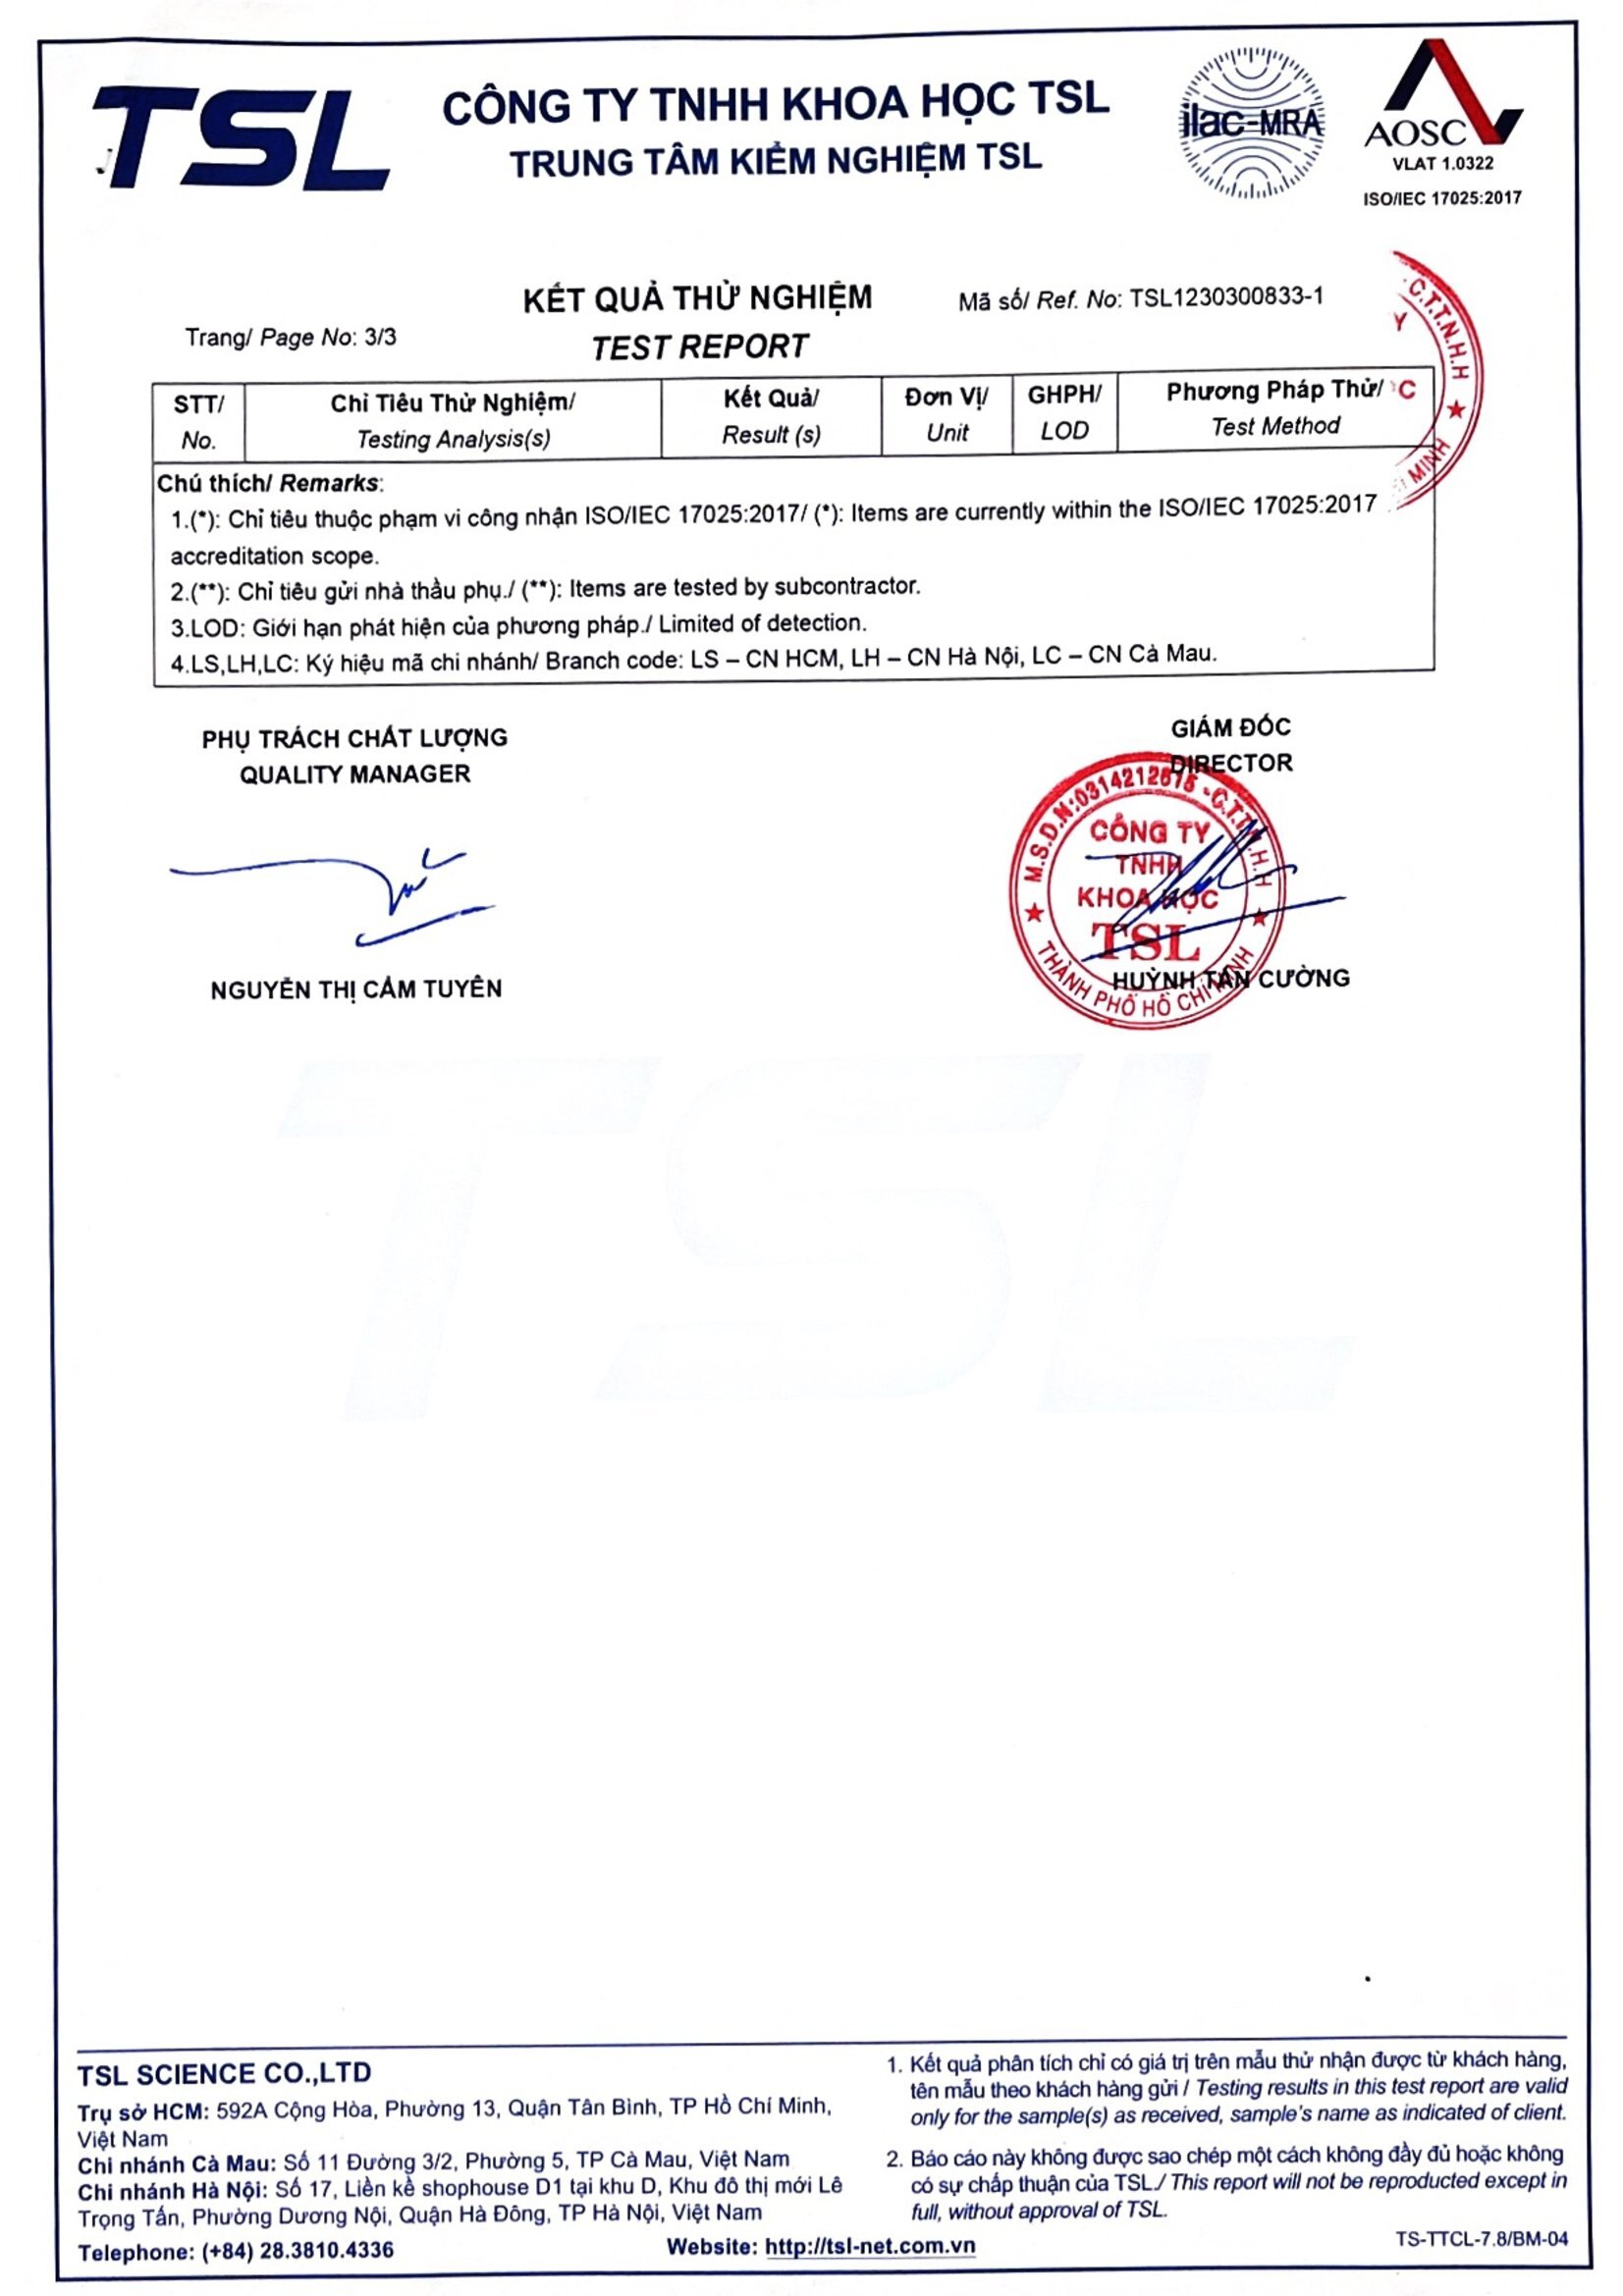 TSL
CÔNG TY TNHH KHOA HỌC TSL
TRUNG TÂM KIỂM NGHIỆM TSL
ilac-MRA
AOSC
VLAT 1.0322
ISO/IEC 17025:2017
KẾT QUẢ THỬ NGHIỆM
Mã số/ Ref. No: TSL1230300833-1
Trang/ Page No: 3/3
TEST REPORT
C.T.T.N.H.H
Y
C
MINH
STT/ Chỉ Tiêu Thử Nghiệm/ Kết Quả/ Đơn Vị/ GHPH/ Phương Pháp Thử/
No. Testing Analysis(s) Result (s) Unit LOD Test Method
Chú thích/ Remarks:
1.(*): Chỉ tiêu thuộc phạm vi công nhận ISO/IEC 17025:2017/ (*): Items are currently within the ISO/IEC 17025:2017
accreditation scope.
2.(**): Chỉ tiêu gửi nhà thầu phụ./ (**): Items are tested by subcontractor.
3.LOD: Giới hạn phát hiện của phương pháp./ Limited of detection.
4.LS,LH,LC: Ký hiệu mã chi nhánh/ Branch code: LS – CN HCM, LH – CN Hà Nội, LC – CN Cà Mau.
PHỤ TRÁCH CHẤT LƯỢNG
QUALITY MANAGER
GIÁM ĐỐC
DIRECTOR
M.S.D.N:0314212675 -C.T.T.N.H.H
CÔNG TY
TNHH
KHOA HỌC
TSL
THÀNH PHỐ HỒ CHÍ MINH
NGUYỄN THỊ CẨM TUYÊN
HUỲNH TẤN CƯỜNG
TSL
TSL SCIENCE CO.,LTD
Trụ sở HCM: 592A Cộng Hòa, Phường 13, Quận Tân Bình, TP Hồ Chí Minh,
Việt Nam
Chi nhánh Cà Mau: Số 11 Đường 3/2, Phường 5, TP Cà Mau, Việt Nam
Chi nhánh Hà Nội: Số 17, Liền kề shophouse D1 tại khu D, Khu đô thị mới Lê
Trọng Tấn, Phường Dương Nội, Quận Hà Đông, TP Hà Nội, Việt Nam
Telephone: (+84) 28.3810.4336
Website: http://tsl-net.com.vn
1. Kết quả phân tích chỉ có giá trị trên mẫu thử nhận được từ khách hàng,
tên mẫu theo khách hàng gửi / Testing results in this test report are valid
only for the sample(s) as received, sample's name as indicated of client.
2. Báo cáo này không được sao chép một cách không đầy đủ hoặc không
có sự chấp thuận của TSL./ This report will not be reproduced except in
full, without approval of TSL.
TS-TTCL-7.8/BM-04